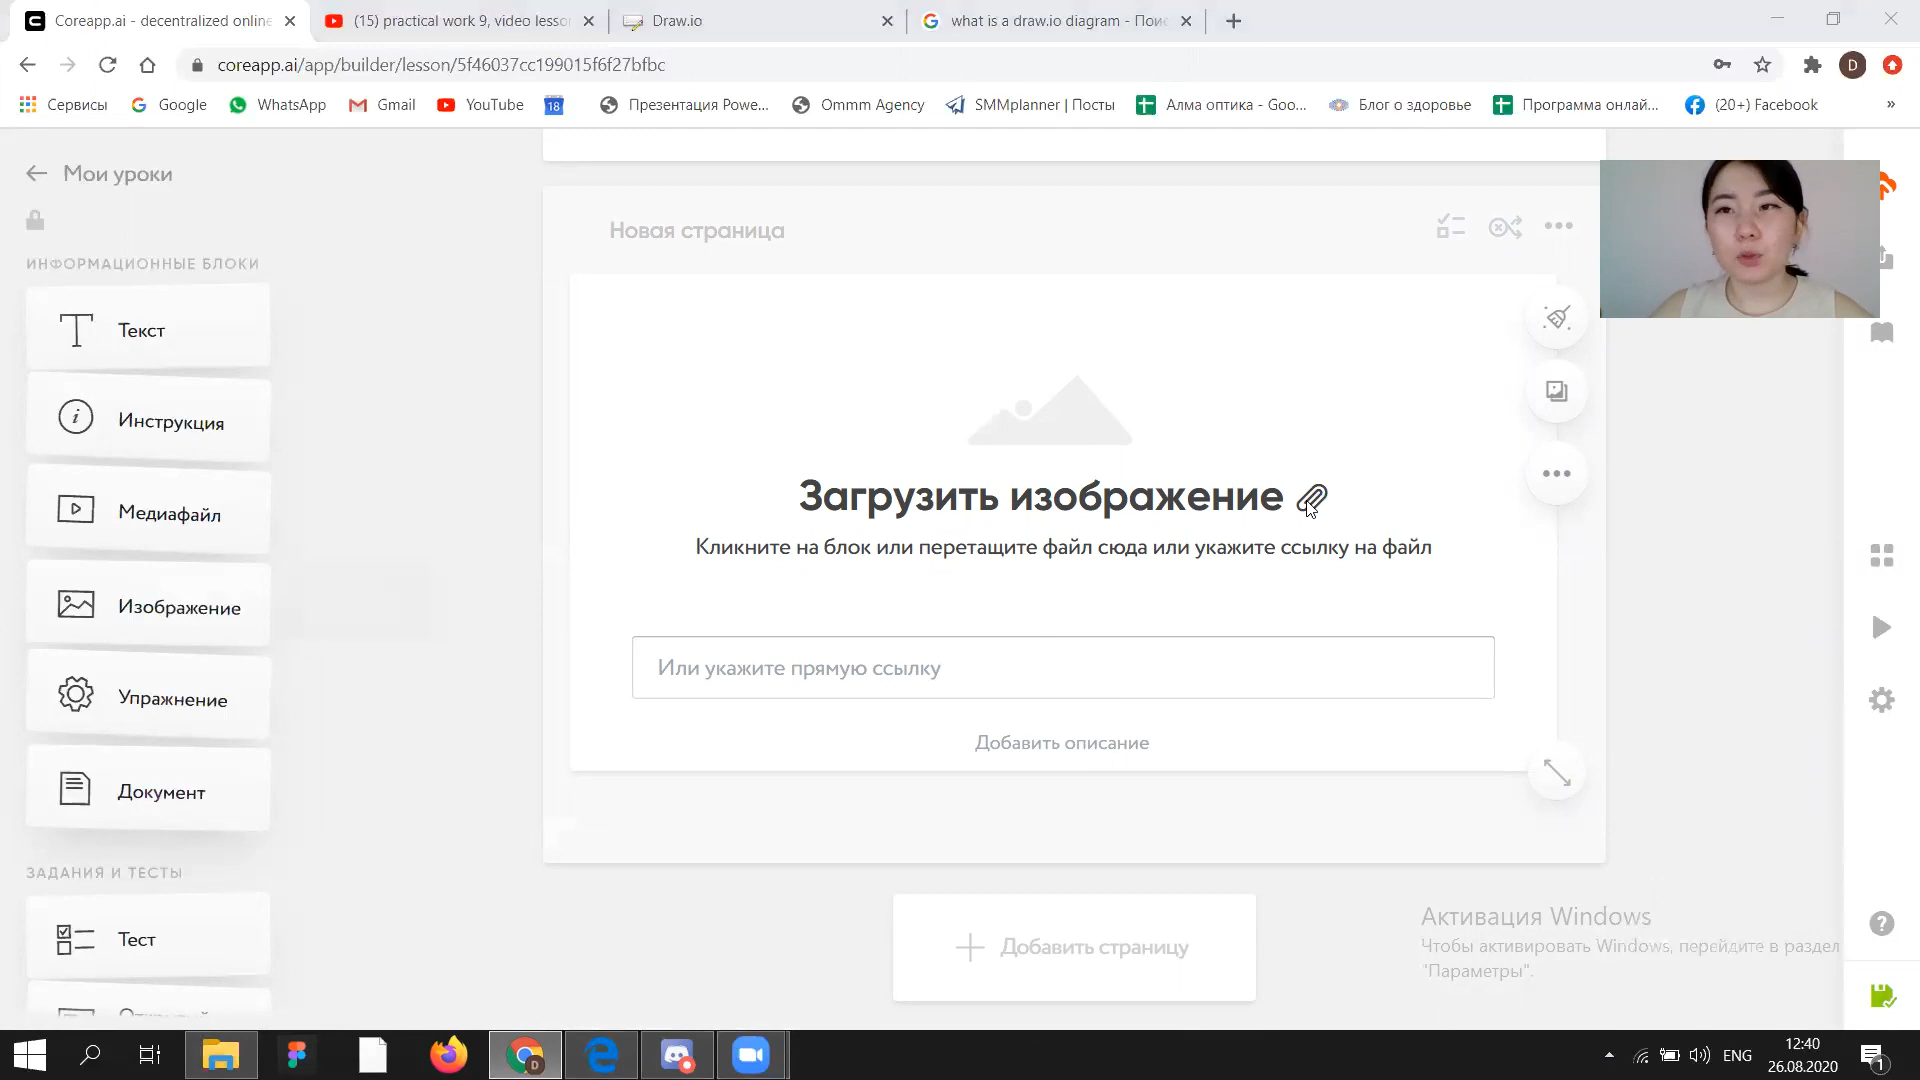 Coreapp.ai - decentralized online
(15) practical work 9, video lesso
Draw.io
what is a draw.io diagram - Пои
coreapp.ai/app/builder/lesson/5f46037cc199015f6f27bfbc
D
Сервисы
Google
WhatsApp
Gmail
YouTube
18
Презентация Powe...
Ommm Agency
SMMplanner | Посты
Алма оптика - Goo...
Блог о здоровье
Программа онлай...
(20+) Facebook
»
Мои уроки
ИНФОРМАЦИОННЫЕ БЛОКИ
Текст
Инструкция
Медиафайл
Изображение
Упражнение
Документ
ЗАДАНИЯ И ТЕСТЫ
Тест
Новая страница
Загрузить изображение
Кликните на блок или перетащите файл сюда или укажите ссылку на файл
Или укажите прямую ссылку
Добавить описание
Добавить страницу
Активация Windows
Чтобы активировать Windows, перейдите в раздел
"Параметры".
ENG
12:40
26.08.2020
1